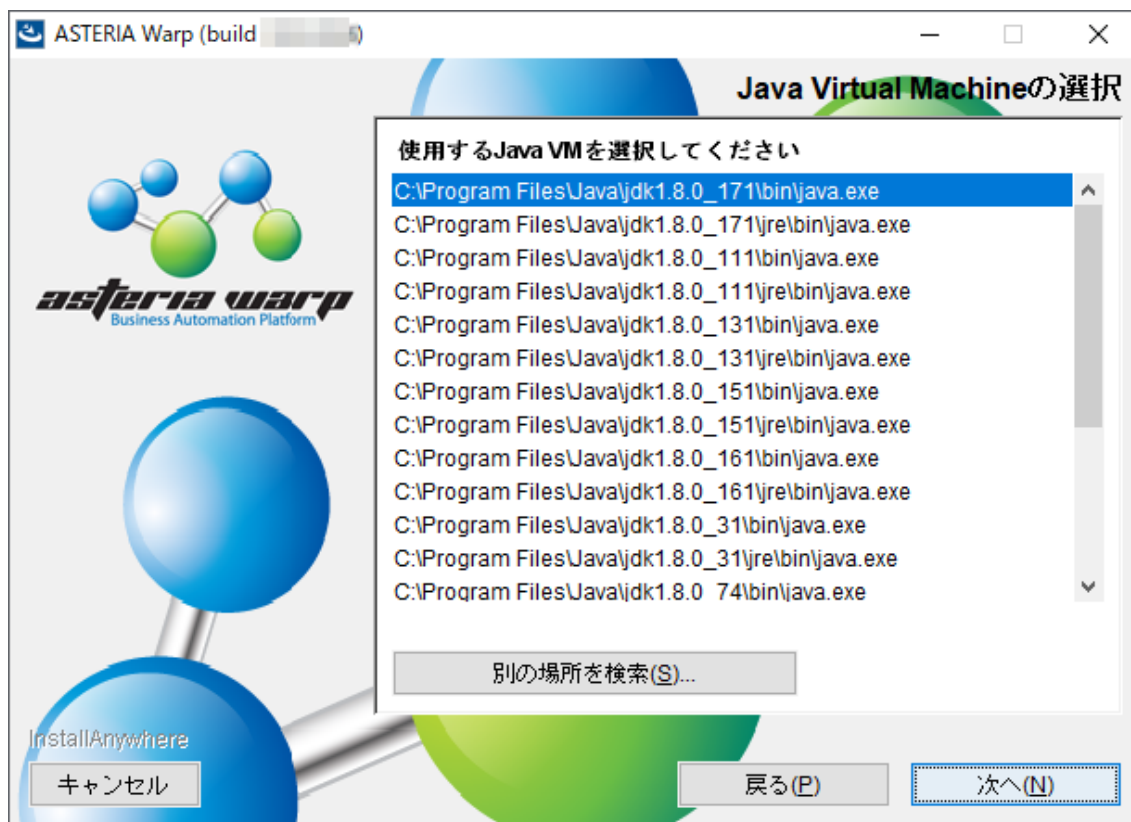 ASTERIA Warp (build
Java Virtual Machineの選択
asteria warp
Business Automation Platform
使用するJava VMを選択してください
C:\Program Files\Java\jdk1.8.0_171\bin\java.exe
C:\Program Files\Java\jdk1.8.0_171\jre\bin\java.exe
C:\Program Files\Java\jdk1.8.0_111\bin\java.exe
C:\Program Files\Java\jdk1.8.0_111\jre\bin\java.exe
C:\Program Files\Java\jdk1.8.0_131\bin\java.exe
C:\Program Files\Java\jdk1.8.0_131\jre\bin\java.exe
C:\Program Files\Java\jdk1.8.0_151\bin\java.exe
C:\Program Files\Java\jdk1.8.0_151\jre\bin\java.exe
C:\Program Files\Java\jdk1.8.0_161\bin\java.exe
C:\Program Files\Java\jdk1.8.0_161\jre\bin\java.exe
C:\Program Files\Java\jdk1.8.0_31\bin\java.exe
C:\Program Files\Java\jdk1.8.0_31\jre\bin\java.exe
C:\Program Files\Java\jdk1.8.0_74\bin\java.exe
別の場所を検索(S)...
InstallAnywhere
キャンセル
戻る(P)
次へ(N)